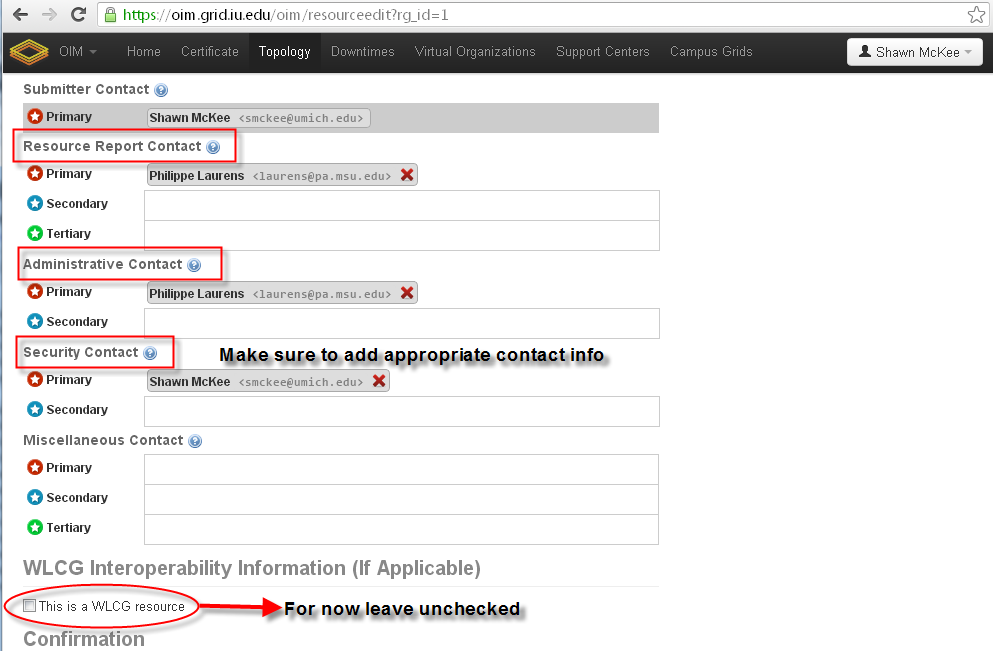 https://oim.grid.iu.edu/oim/resourceedit?rg_id=1
OIM Home Certificate Topology Downtimes Virtual Organizations Support Centers Campus Grids Shawn McKee
Submitter Contact
Primary Shawn McKee <smckee@umich.edu>
Resource Report Contact
Primary Philippe Laurens <laurens@pa.msu.edu>
Secondary
Tertiary
Administrative Contact
Primary Philippe Laurens <laurens@pa.msu.edu>
Secondary
Security Contact Make sure to add appropriate contact info
Primary Shawn McKee <smckee@umich.edu>
Secondary
Miscellaneous Contact
Primary
Secondary
Tertiary
WLCG Interoperability Information (If Applicable)
This is a WLCG resource For now leave unchecked
Confirmation